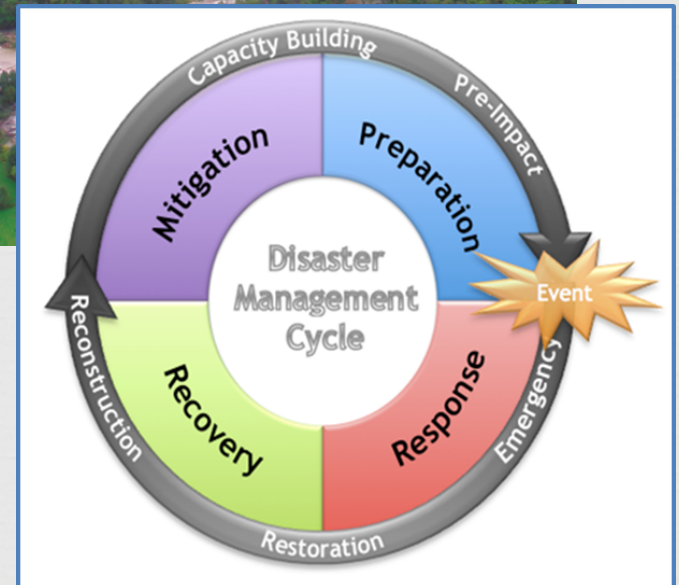 Capacity Building
Pre-Impact
Mitigation
Preparation
Disaster
Management
Cycle
Event
Reconstruction
Recovery
Response
Emergency
Restoration